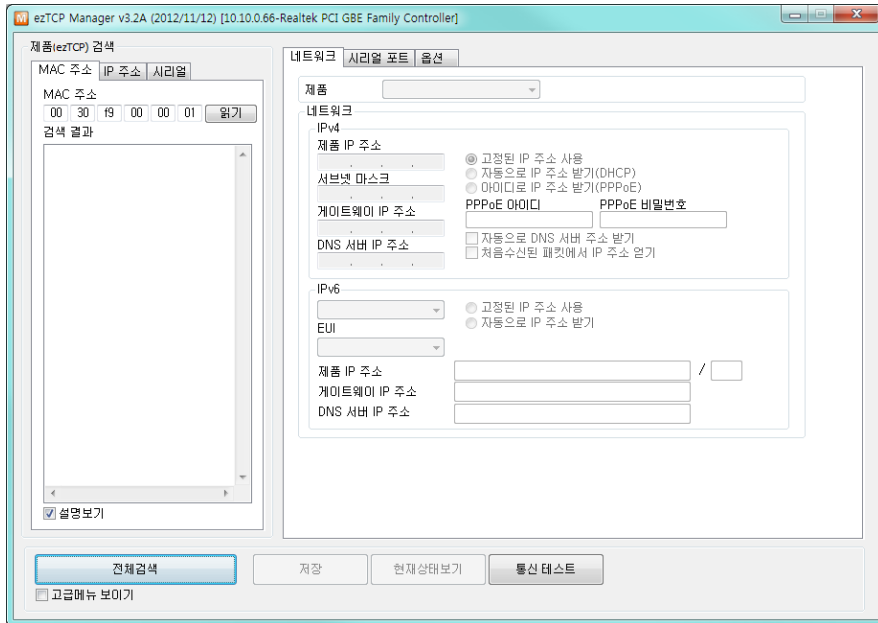 ezTCP Manager v3.2A (2012/11/12) [10.10.0.66-Realtek PCI GBE Family Controller]
제품(ezTCP) 검색
MAC 주소 IP 주소 시리얼
MAC 주소
00 30 f9 00 00 01 읽기
검색 결과
설명보기
네트워크 시리얼 포트 옵션
제품
네트워크
IPv4
제품 IP 주소
고정된 IP 주소 사용
자동으로 IP 주소 받기(DHCP)
서브넷 마스크
아이디로 IP 주소 받기(PPPoE)
PPPoE 아이디 PPPoE 비밀번호
게이트웨이 IP 주소
자동으로 DNS 서버 주소 받기
DNS 서버 IP 주소
처음수신된 패킷에서 IP 주소 얻기
IPv6
고정된 IP 주소 사용
EUI
자동으로 IP 주소 받기
제품 IP 주소 /
게이트웨이 IP 주소
DNS 서버 IP 주소
전체검색 저장 현재상태보기 통신 테스트
고급메뉴 보이기